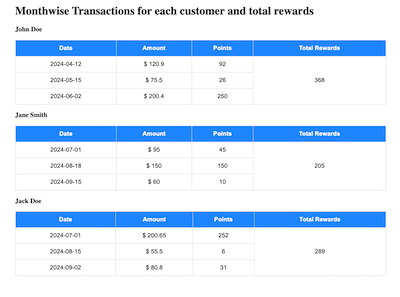 Monthwise Transactions for each customer and total rewards
John Doe
Date Amount Points Total Rewards
2024-04-12 $ 120.9 92
2024-05-15 $ 75.5 26 368
2024-06-02 $ 200.4 250
Jane Smith
Date Amount Points Total Rewards
2024-07-01 $ 95 45
2024-08-18 $ 150 150 205
2024-09-15 $ 60 10
Jack Doe
Date Amount Points Total Rewards
2024-07-01 $ 200.65 252
2024-08-15 $ 55.5 6 289
2024-09-02 $ 80.8 31